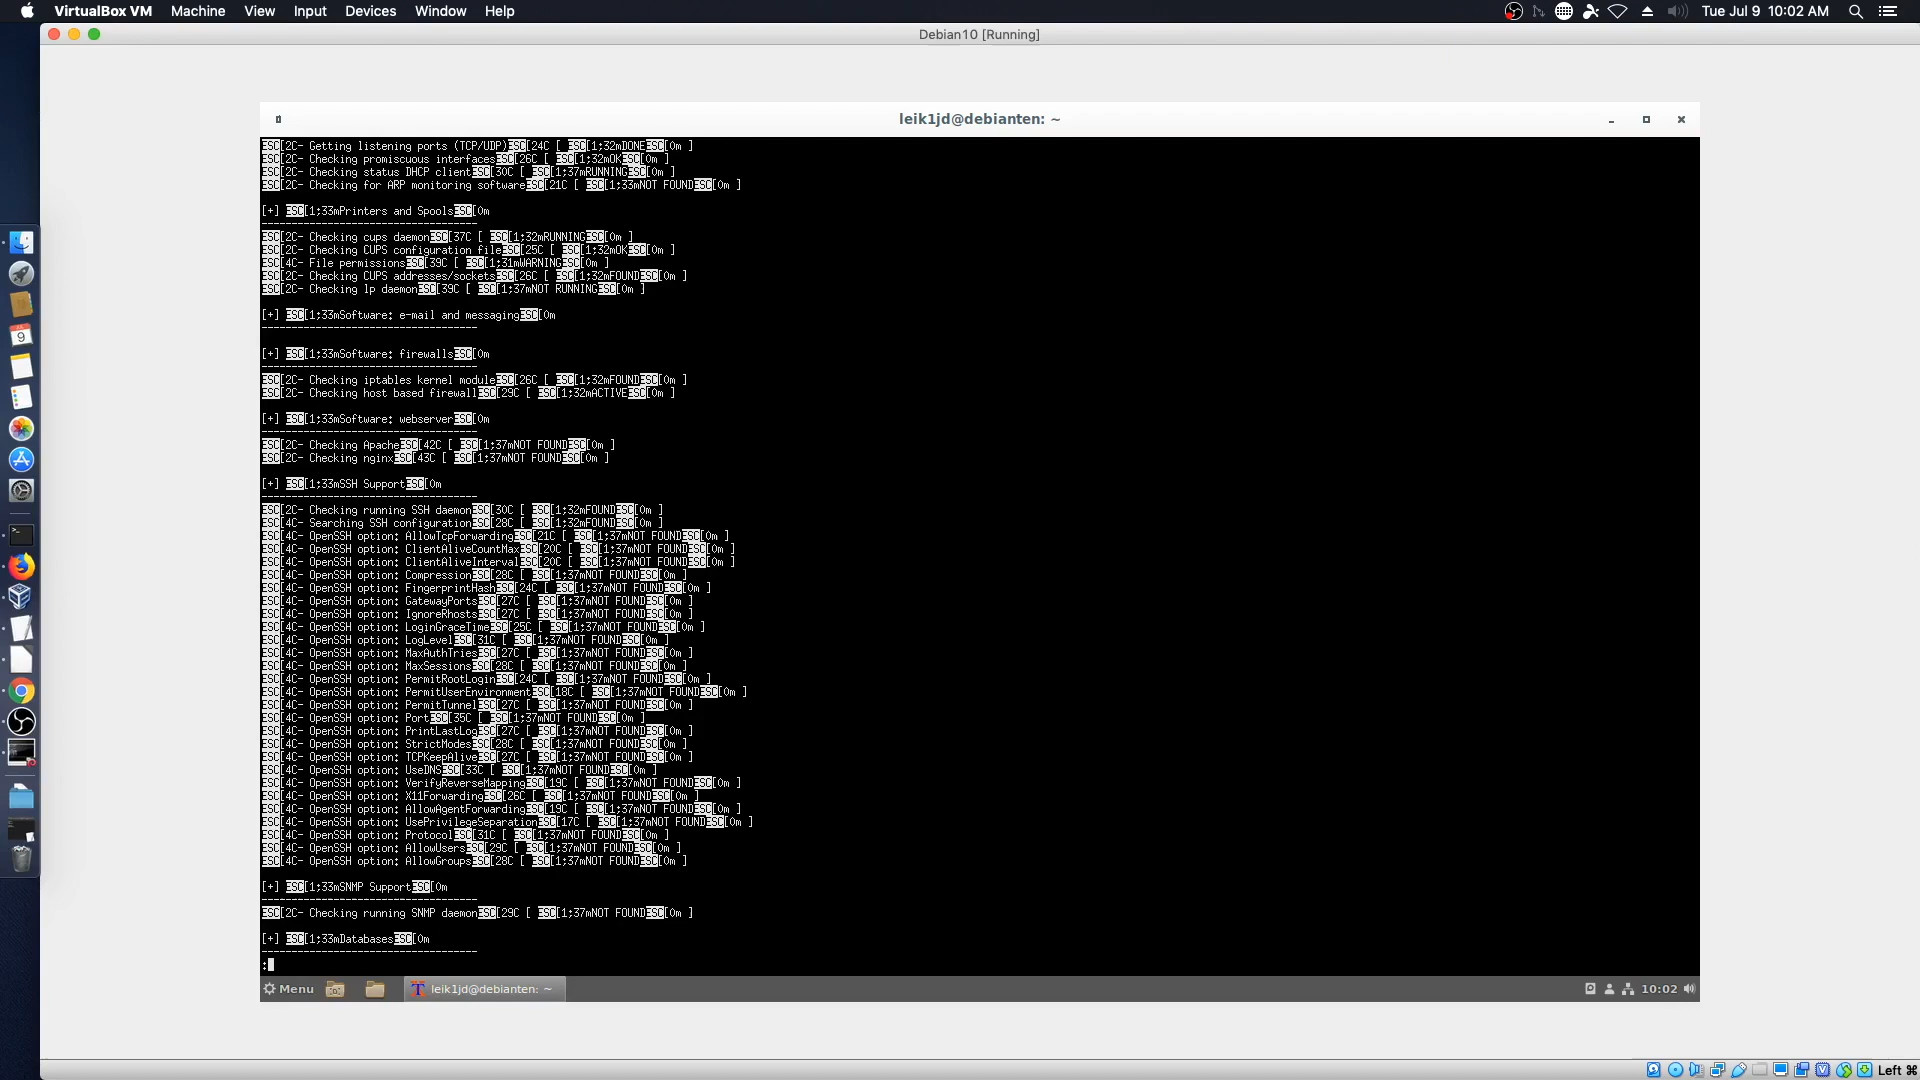 VirtualBox VM Machine View Input Devices Window Help Tue Jul 9 10:02 AM
Debian10 [Running]
leik1jd@debianten: ~
ESC[2C- Getting listening ports (TCP/UDP)ESC[24C [ ESC[1;32mDONEESC[0m ]
ESC[2C- Checking promiscuous interfacesESC[26C [ ESC[1;32mOKESC[0m ]
ESC[2C- Checking status DHCP clientESC[30C [ ESC[1;37mRUNNINGESC[0m ]
ESC[2C- Checking for ARP monitoring softwareESC[21C [ ESC[1;33mNOT FOUNDESC[0m ]
[+] ESC[1;33mPrinters and SpoolsESC[0m
------------------------------------
ESC[2C- Checking cups daemonESC[37C [ ESC[1;32mRUNNINGESC[0m ]
ESC[2C- Checking CUPS configuration fileESC[25C [ ESC[1;32mOKESC[0m ]
ESC[4C- File permissionsESC[39C [ ESC[1;31mWARNINGESC[0m ]
ESC[2C- Checking CUPS addresses/socketsESC[26C [ ESC[1;32mFOUNDESC[0m ]
ESC[2C- Checking lp daemonESC[39C [ ESC[1;37mNOT RUNNINGESC[0m ]
[+] ESC[1;33mSoftware: e-mail and messagingESC[0m
------------------------------------
[+] ESC[1;33mSoftware: firewallsESC[0m
------------------------------------
ESC[2C- Checking iptables kernel moduleESC[26C [ ESC[1;32mFOUNDESC[0m ]
ESC[2C- Checking host based firewallESC[29C [ ESC[1;32mACTIVEESC[0m ]
[+] ESC[1;33mSoftware: webserverESC[0m
------------------------------------
ESC[2C- Checking ApacheESC[42C [ ESC[1;37mNOT FOUNDESC[0m ]
ESC[2C- Checking nginxESC[43C [ ESC[1;37mNOT FOUNDESC[0m ]
[+] ESC[1;33mSSH SupportESC[0m
------------------------------------
ESC[2C- Checking running SSH daemonESC[30C [ ESC[1;32mFOUNDESC[0m ]
ESC[4C- Searching SSH configurationESC[28C [ ESC[1;32mFOUNDESC[0m ]
ESC[4C- OpenSSH option: AllowTcpForwardingESC[21C [ ESC[1;37mNOT FOUNDESC[0m ]
ESC[4C- OpenSSH option: ClientAliveCountMaxESC[20C [ ESC[1;37mNOT FOUNDESC[0m ]
ESC[4C- OpenSSH option: ClientAliveIntervalESC[20C [ ESC[1;37mNOT FOUNDESC[0m ]
ESC[4C- OpenSSH option: CompressionESC[28C [ ESC[1;37mNOT FOUNDESC[0m ]
ESC[4C- OpenSSH option: FingerprintHashESC[24C [ ESC[1;37mNOT FOUNDESC[0m ]
ESC[4C- OpenSSH option: GatewayPortsESC[27C [ ESC[1;37mNOT FOUNDESC[0m ]
ESC[4C- OpenSSH option: IgnoreRhostsESC[27C [ ESC[1;37mNOT FOUNDESC[0m ]
ESC[4C- OpenSSH option: LoginGraceTimeESC[25C [ ESC[1;37mNOT FOUNDESC[0m ]
ESC[4C- OpenSSH option: LogLevelESC[31C [ ESC[1;37mNOT FOUNDESC[0m ]
ESC[4C- OpenSSH option: MaxAuthTriesESC[27C [ ESC[1;37mNOT FOUNDESC[0m ]
ESC[4C- OpenSSH option: MaxSessionsESC[28C [ ESC[1;37mNOT FOUNDESC[0m ]
ESC[4C- OpenSSH option: PermitRootLoginESC[24C [ ESC[1;37mNOT FOUNDESC[0m ]
ESC[4C- OpenSSH option: PermitUserEnvironmentESC[18C [ ESC[1;37mNOT FOUNDESC[0m ]
ESC[4C- OpenSSH option: PermitTunnelESC[27C [ ESC[1;37mNOT FOUNDESC[0m ]
ESC[4C- OpenSSH option: PortESC[35C [ ESC[1;37mNOT FOUNDESC[0m ]
ESC[4C- OpenSSH option: PrintLastLogESC[27C [ ESC[1;37mNOT FOUNDESC[0m ]
ESC[4C- OpenSSH option: StrictModesESC[28C [ ESC[1;37mNOT FOUNDESC[0m ]
ESC[4C- OpenSSH option: TCPKeepAliveESC[27C [ ESC[1;37mNOT FOUNDESC[0m ]
ESC[4C- OpenSSH option: UseDNSESC[33C [ ESC[1;37mNOT FOUNDESC[0m ]
ESC[4C- OpenSSH option: VerifyReverseMappingESC[19C [ ESC[1;37mNOT FOUNDESC[0m ]
ESC[4C- OpenSSH option: X11ForwardingESC[26C [ ESC[1;37mNOT FOUNDESC[0m ]
ESC[4C- OpenSSH option: AllowAgentForwardingESC[19C [ ESC[1;37mNOT FOUNDESC[0m ]
ESC[4C- OpenSSH option: UsePrivilegeSeparationESC[17C [ ESC[1;37mNOT FOUNDESC[0m ]
ESC[4C- OpenSSH option: ProtocolESC[31C [ ESC[1;37mNOT FOUNDESC[0m ]
ESC[4C- OpenSSH option: AllowUsersESC[29C [ ESC[1;37mNOT FOUNDESC[0m ]
ESC[4C- OpenSSH option: AllowGroupsESC[28C [ ESC[1;37mNOT FOUNDESC[0m ]
[+] ESC[1;33mSNMP SupportESC[0m
------------------------------------
ESC[2C- Checking running SNMP daemonESC[29C [ ESC[1;37mNOT FOUNDESC[0m ]
[+] ESC[1;33mDatabasesESC[0m
------------------------------------
:
Menu leik1jd@debianten: ~ 10:02
Left ⌘